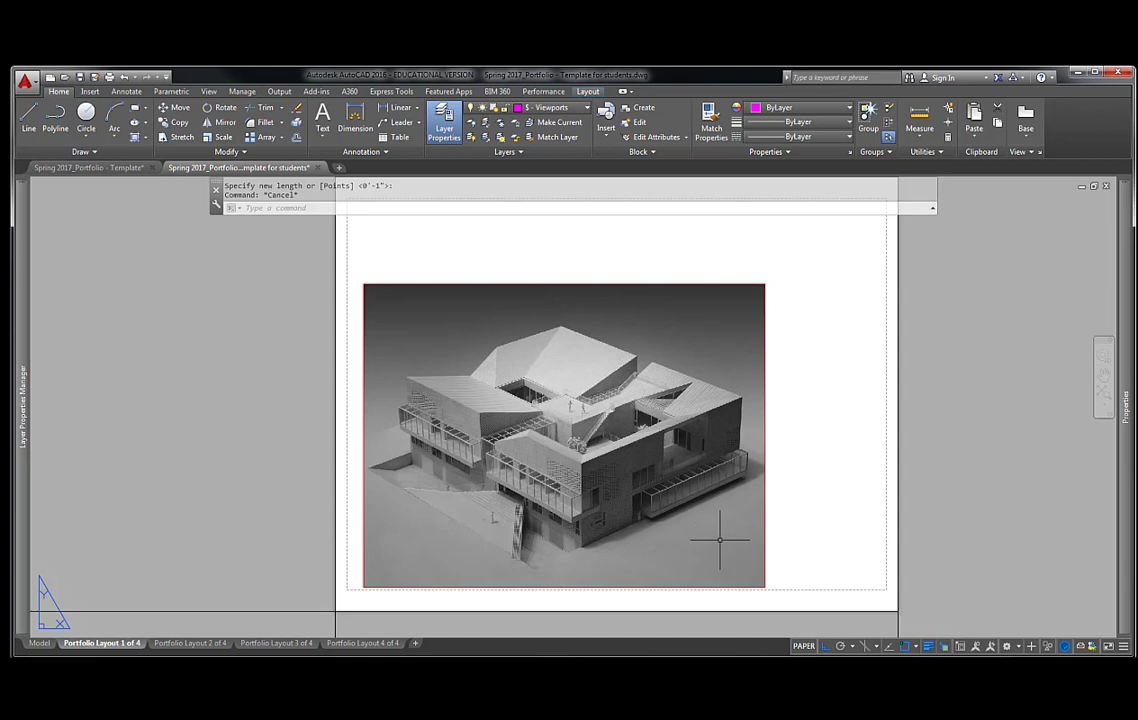 Autodesk AutoCAD 2016 - EDUCATIONAL VERSION Spring 2017_Portfolio - Template for students.dwg
Type a keyword or phrase
Sign In
Home Insert Annotate Parametric View Manage Output Add-ins A360 Express Tools Featured Apps BIM 360 Performance Layout
Move Rotate Trim Linear $ - Viewports Create ByLayer
Line Polyline Circle Arc Copy Mirror Fillet Text Dimension Leader Layer Properties Make Current Insert Edit Match Properties ByLayer Group Measure Paste Base
Stretch Scale Array Table Match Layer Edit Attributes ByLayer
Draw Modify Annotation Layers Block Properties Groups Utilities Clipboard View
Spring 2017_Portfolio - Template* Spring 2017_Portfolio...mplate for students*
Specify new length or [Points] <0'-1">:
Command: *Cancel*
Type a command
Layer Properties Manager
Properties
Y
X
Model Portfolio Layout 1 of 4 Portfolio Layout 2 of 4 Portfolio Layout 3 of 4 Portfolio Layout 4 of 4
PAPER